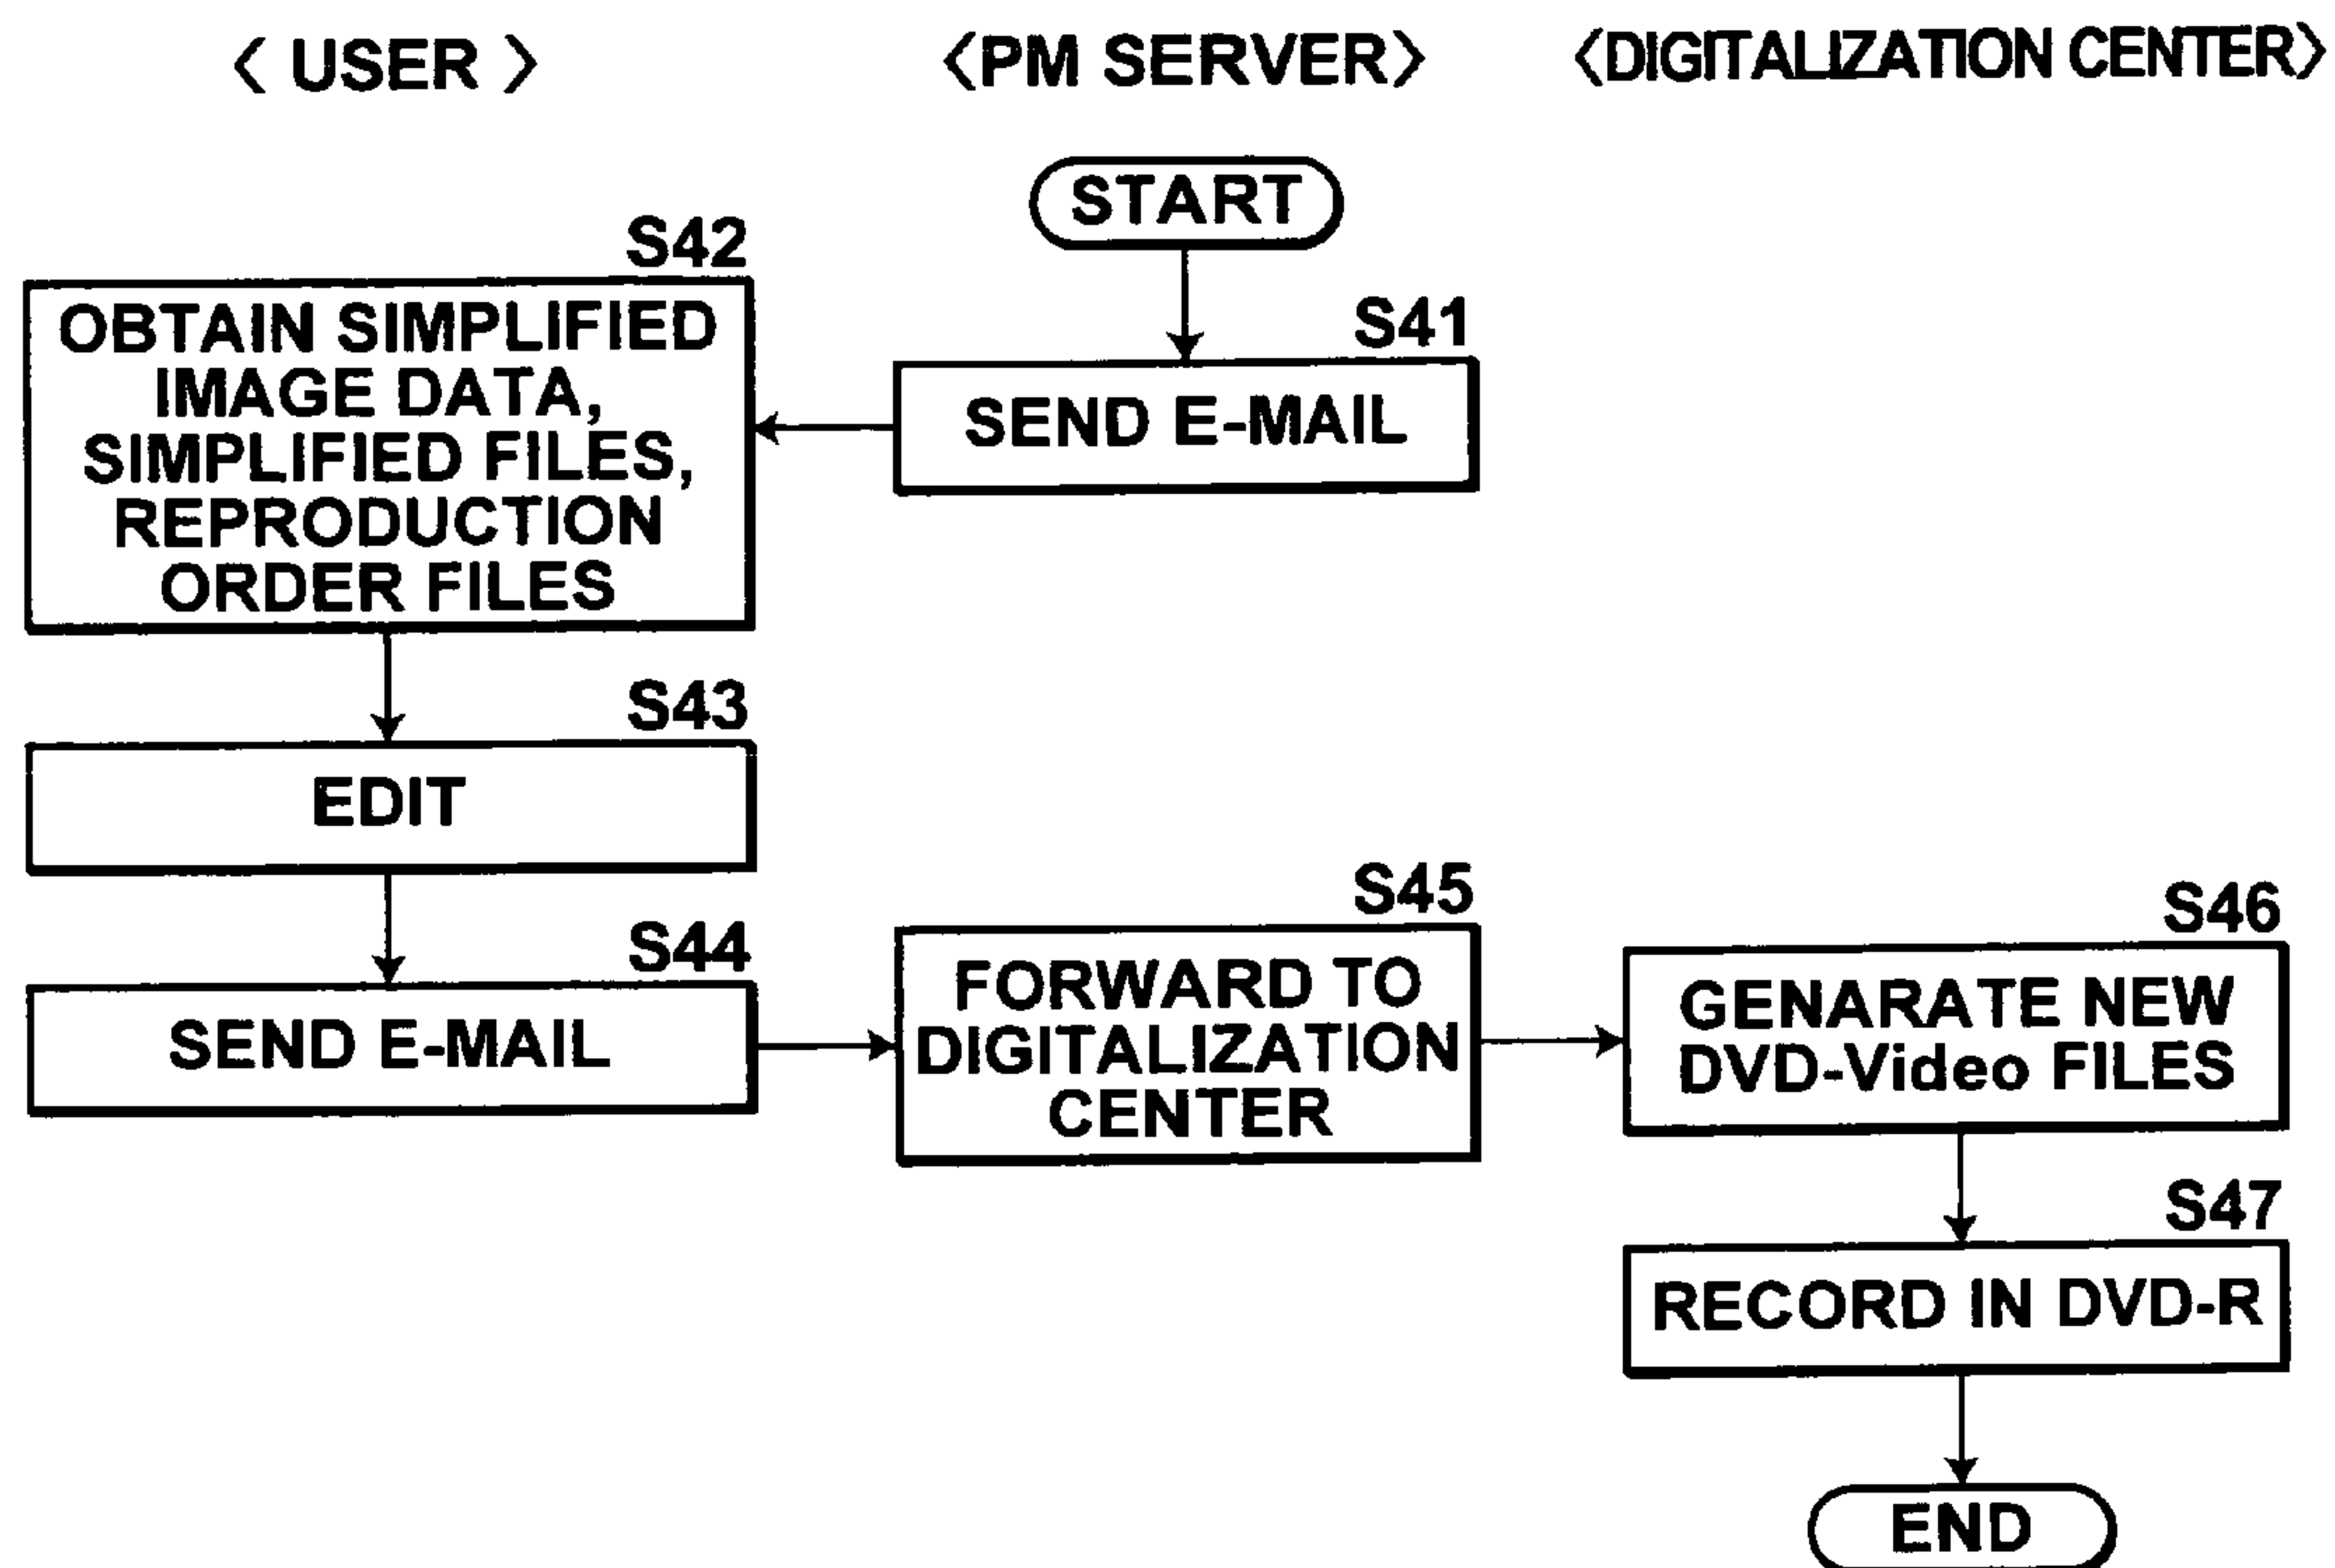 < USER >
<PM SERVER>
<DIGITALIZATION CENTER>
START
S41
SEND E-MAIL
S42
OBTAIN SIMPLIFIED
IMAGE DATA,
SIMPLIFIED FILES,
REPRODUCTION
ORDER FILES
S43
EDIT
S44
SEND E-MAIL
S45
FORWARD TO
DIGITALIZATION
CENTER
S46
GENARATE NEW
DVD-Video FILES
S47
RECORD IN DVD-R
END